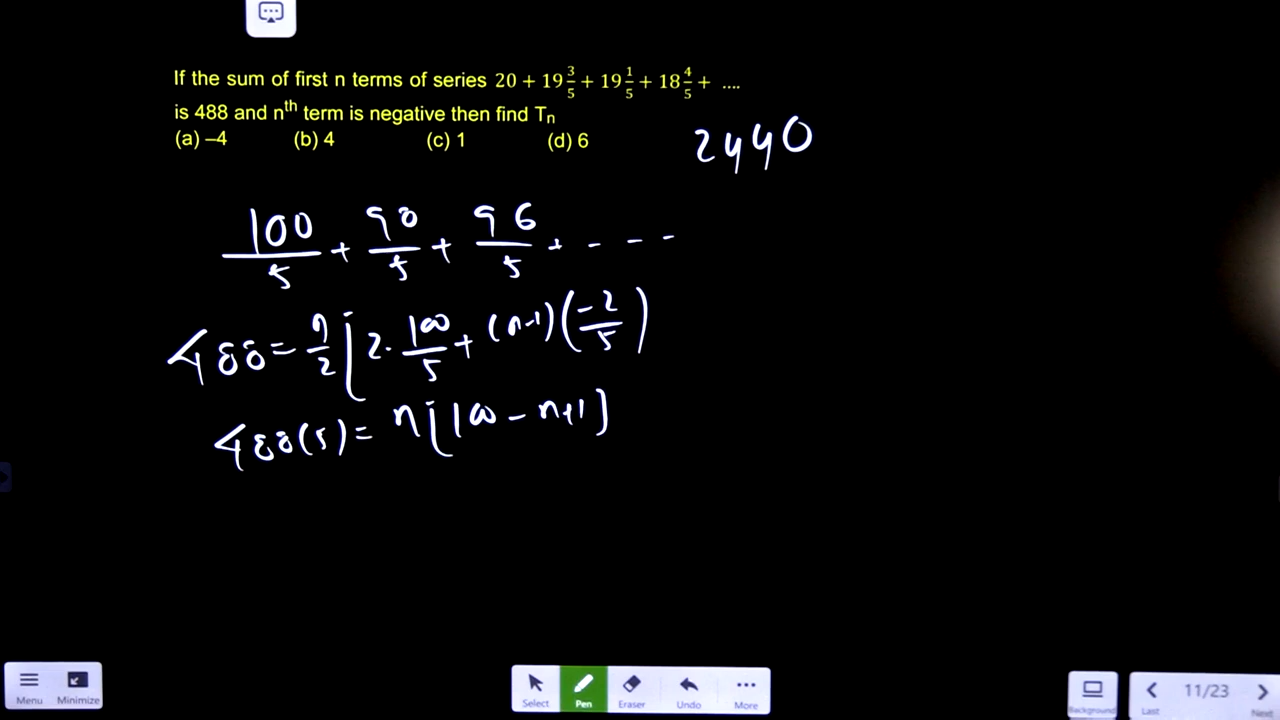 If the sum of first n terms of series 20 + 19 3/5 + 19 1/5 + 18 4/5 + ....
is 488 and nth term is negative then find Tn
(a) –4 (b) 4 (c) 1 (d) 6
2440
100/5 + 98/5 + 96/5 + - - -
488 = n/2 [2. 100/5 + (n-1)(-2/5)
488(5) = n[100 - n+1]
Menu Minimize Select Pen Eraser Undo More Background Last 11/23 Next